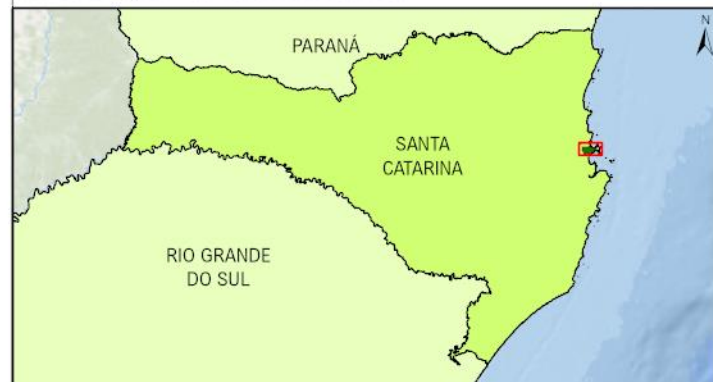 N
PARANÁ
SANTA
CATARINA
RIO GRANDE
DO SUL